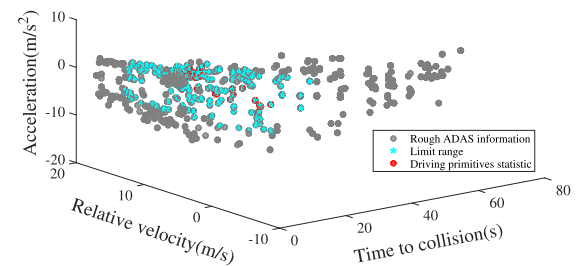 10
0
-10
-20
Acceleration(m/s²)
20
10
0
-10
Relative velocity(m/s)
0
20
40
60
80
Time to collision(s)
Rough ADAS information
Limit range
Driving primitives statistic